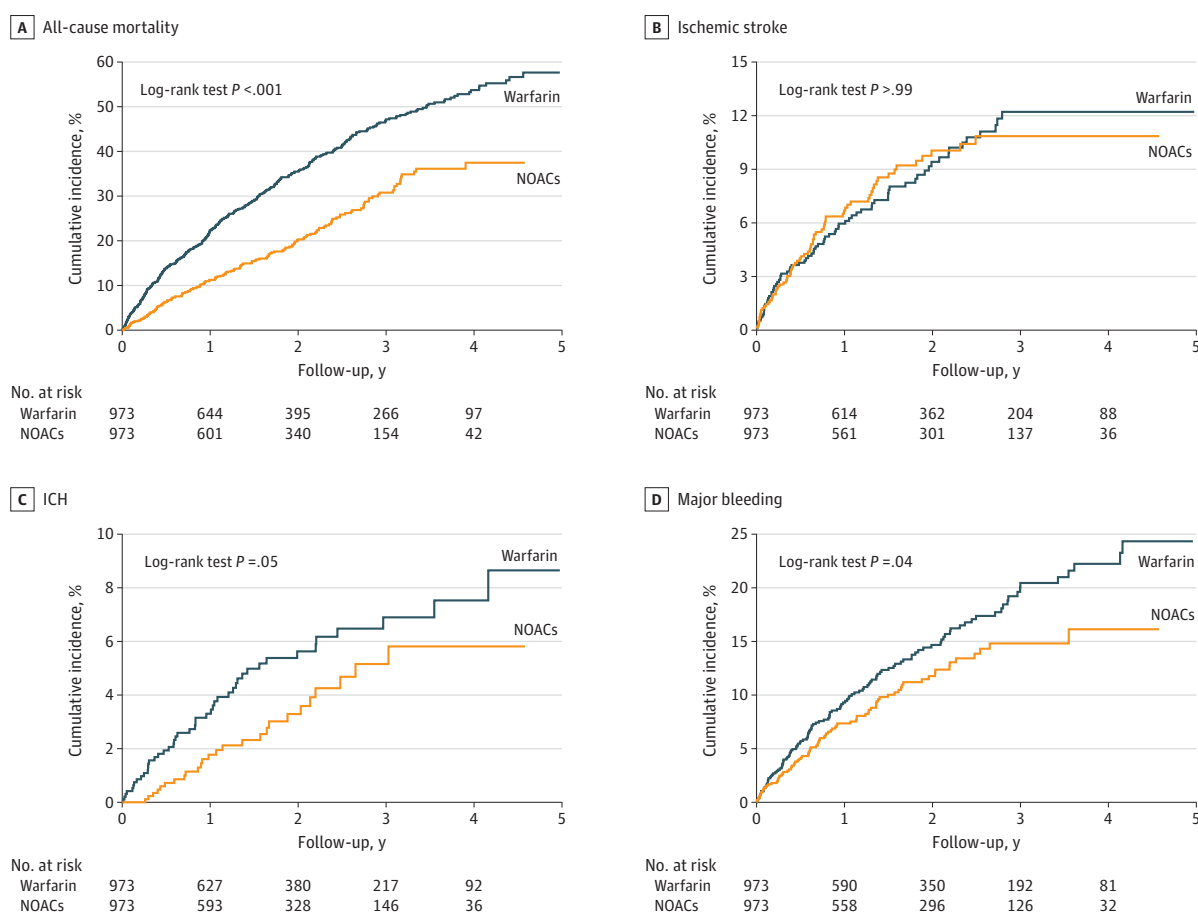 A All-cause mortality
60
50
40
30
20
10
0
Cumulative incidence, %
Log-rank test P <.001
Warfarin
NOACs
0 1 2 3 4 5
Follow-up, y
No. at risk
Warfarin 973 644 395 266 97
NOACs 973 601 340 154 42
B Ischemic stroke
15
12
9
6
3
0
Cumulative incidence, %
Log-rank test P >.99
Warfarin
NOACs
0 1 2 3 4 5
Follow-up, y
No. at risk
Warfarin 973 614 362 204 88
NOACs 973 561 301 137 36
C ICH
10
8
6
4
2
0
Cumulative incidence, %
Log-rank test P =.05
Warfarin
NOACs
0 1 2 3 4 5
Follow-up, y
No. at risk
Warfarin 973 627 380 217 92
NOACs 973 593 328 146 36
D Major bleeding
25
20
15
10
5
0
Cumulative incidence, %
Log-rank test P =.04
Warfarin
NOACs
0 1 2 3 4 5
Follow-up, y
No. at risk
Warfarin 973 590 350 192 81
NOACs 973 558 296 126 32